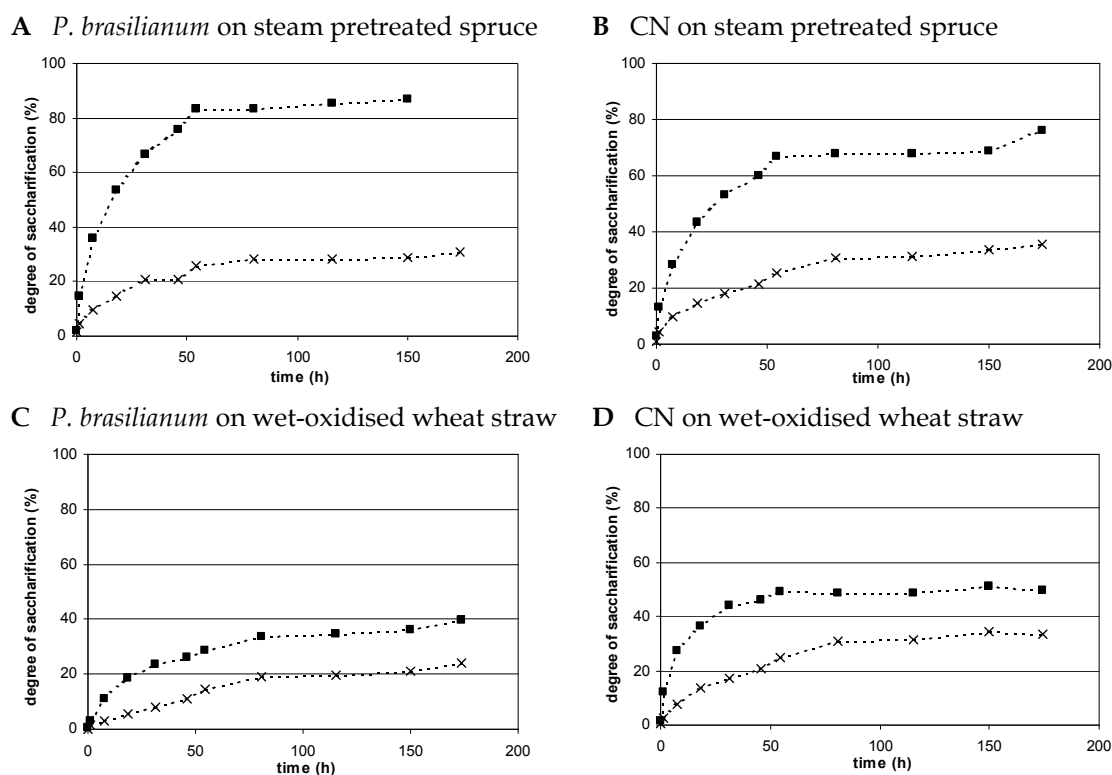 A P. brasilianum on steam pretreated spruce
degree of saccharification (%)
100
80
60
40
20
0
0 50 100 150 200
time (h)
B CN on steam pretreated spruce
degree of saccharification (%)
100
80
60
40
20
0
0 50 100 150 200
time (h)
C P. brasilianum on wet-oxidised wheat straw
degree of saccharification (%)
100
80
60
40
20
0
0 50 100 150 200
time (h)
D CN on wet-oxidised wheat straw
degree of saccharification (%)
100
80
60
40
20
0
0 50 100 150 200
time (h)